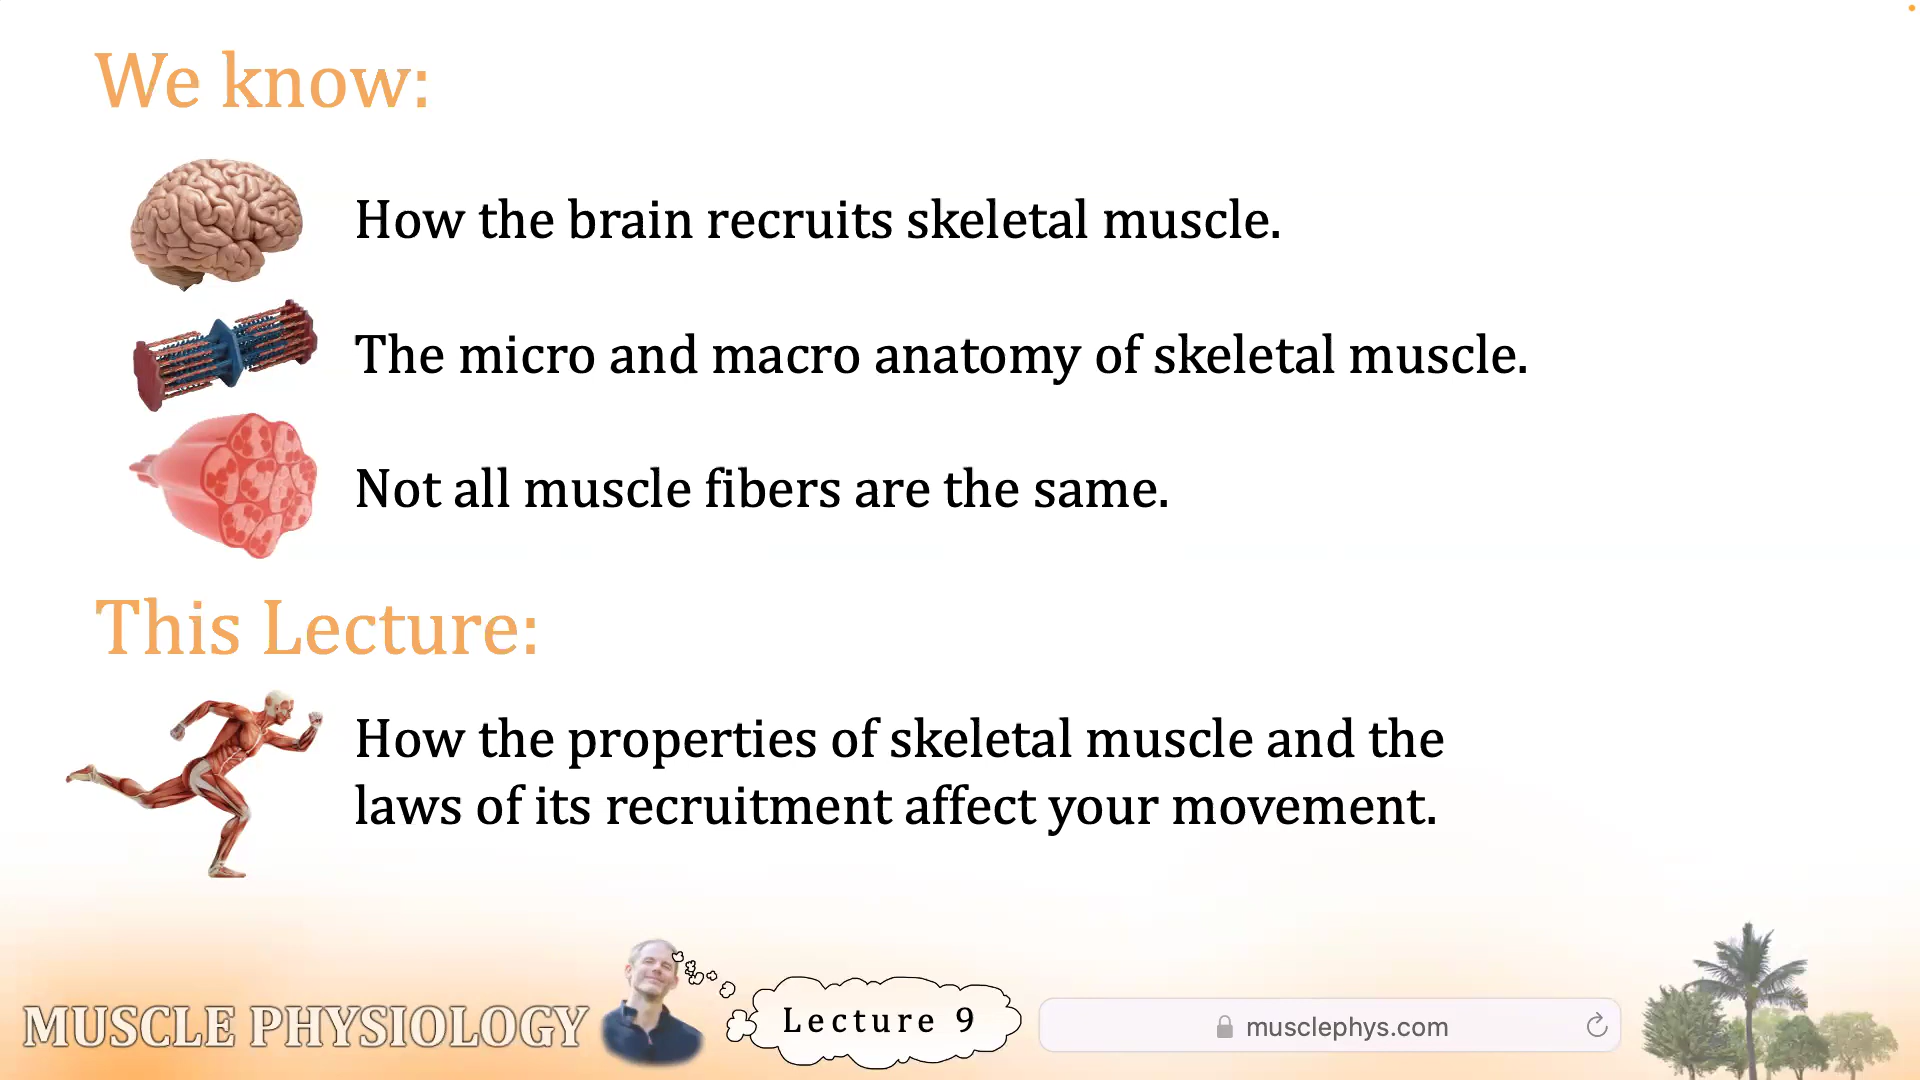 We know:
How the brain recruits skeletal muscle.
The micro and macro anatomy of skeletal muscle.
Not all muscle fibers are the same.
This Lecture:
How the properties of skeletal muscle and the
laws of its recruitment affect your movement.
MUSCLE PHYSIOLOGY
Lecture 9
musclephys.com